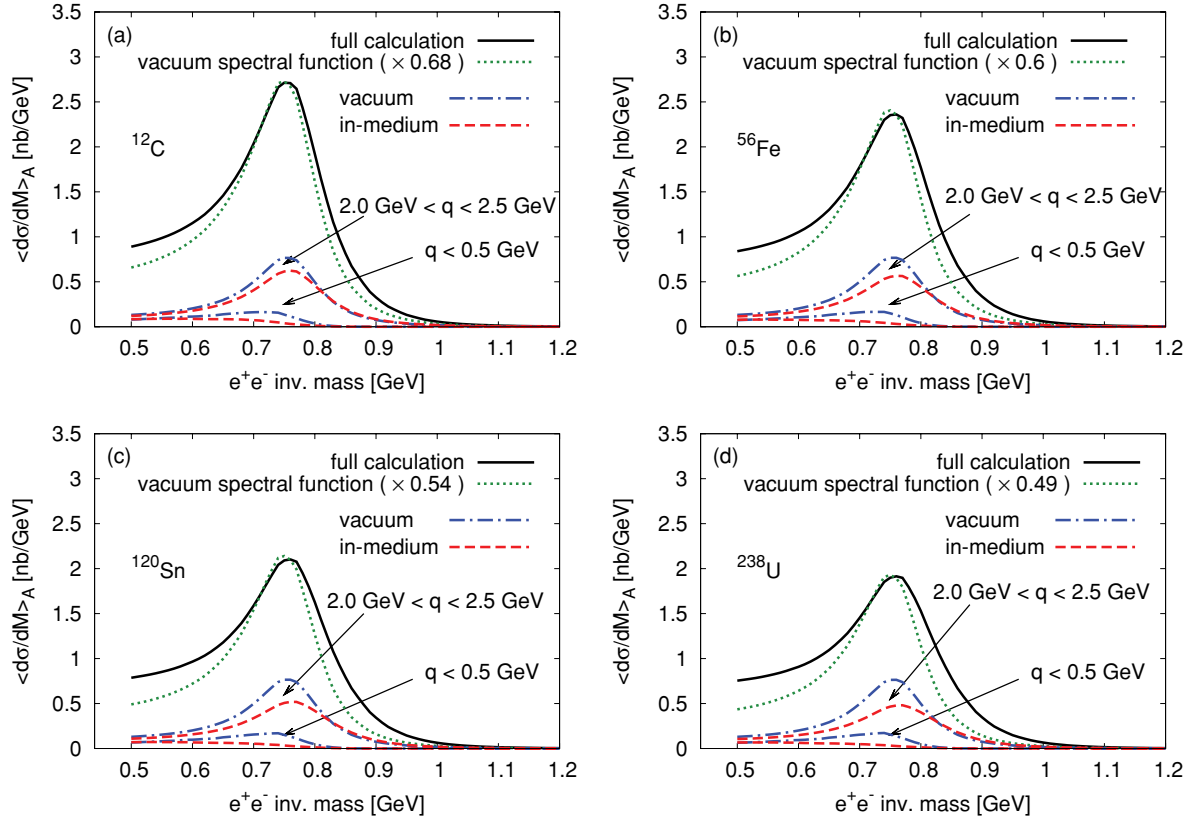 (a)
full calculation
vacuum spectral function ( × 0.68 )
vacuum
in-medium
¹²C
2.0 GeV < q < 2.5 GeV
q < 0.5 GeV
<dσ/dM>_A [nb/GeV]
3.5
3
2.5
2
1.5
1
0.5
0
0.5 0.6 0.7 0.8 0.9 1 1.1 1.2
e⁺e⁻ inv. mass [GeV]
(b)
full calculation
vacuum spectral function ( × 0.6 )
vacuum
in-medium
⁵⁶Fe
2.0 GeV < q < 2.5 GeV
q < 0.5 GeV
<dσ/dM>_A [nb/GeV]
3.5
3
2.5
2
1.5
1
0.5
0
0.5 0.6 0.7 0.8 0.9 1 1.1 1.2
e⁺e⁻ inv. mass [GeV]
(c)
full calculation
vacuum spectral function ( × 0.54 )
vacuum
in-medium
¹²⁰Sn
2.0 GeV < q < 2.5 GeV
q < 0.5 GeV
<dσ/dM>_A [nb/GeV]
3.5
3
2.5
2
1.5
1
0.5
0
0.5 0.6 0.7 0.8 0.9 1 1.1 1.2
e⁺e⁻ inv. mass [GeV]
(d)
full calculation
vacuum spectral function ( × 0.49 )
vacuum
in-medium
²³⁸U
2.0 GeV < q < 2.5 GeV
q < 0.5 GeV
<dσ/dM>_A [nb/GeV]
3.5
3
2.5
2
1.5
1
0.5
0
0.5 0.6 0.7 0.8 0.9 1 1.1 1.2
e⁺e⁻ inv. mass [GeV]